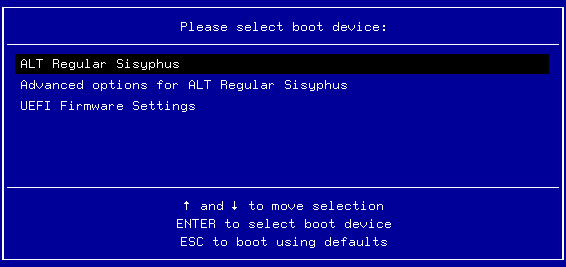 Please select boot device:
ALT Regular Sisyphus
Advanced options for ALT Regular Sisyphus
UEFI Firmware Settings
↑ and ↓ to move selection
ENTER to select boot device
ESC to boot using defaults